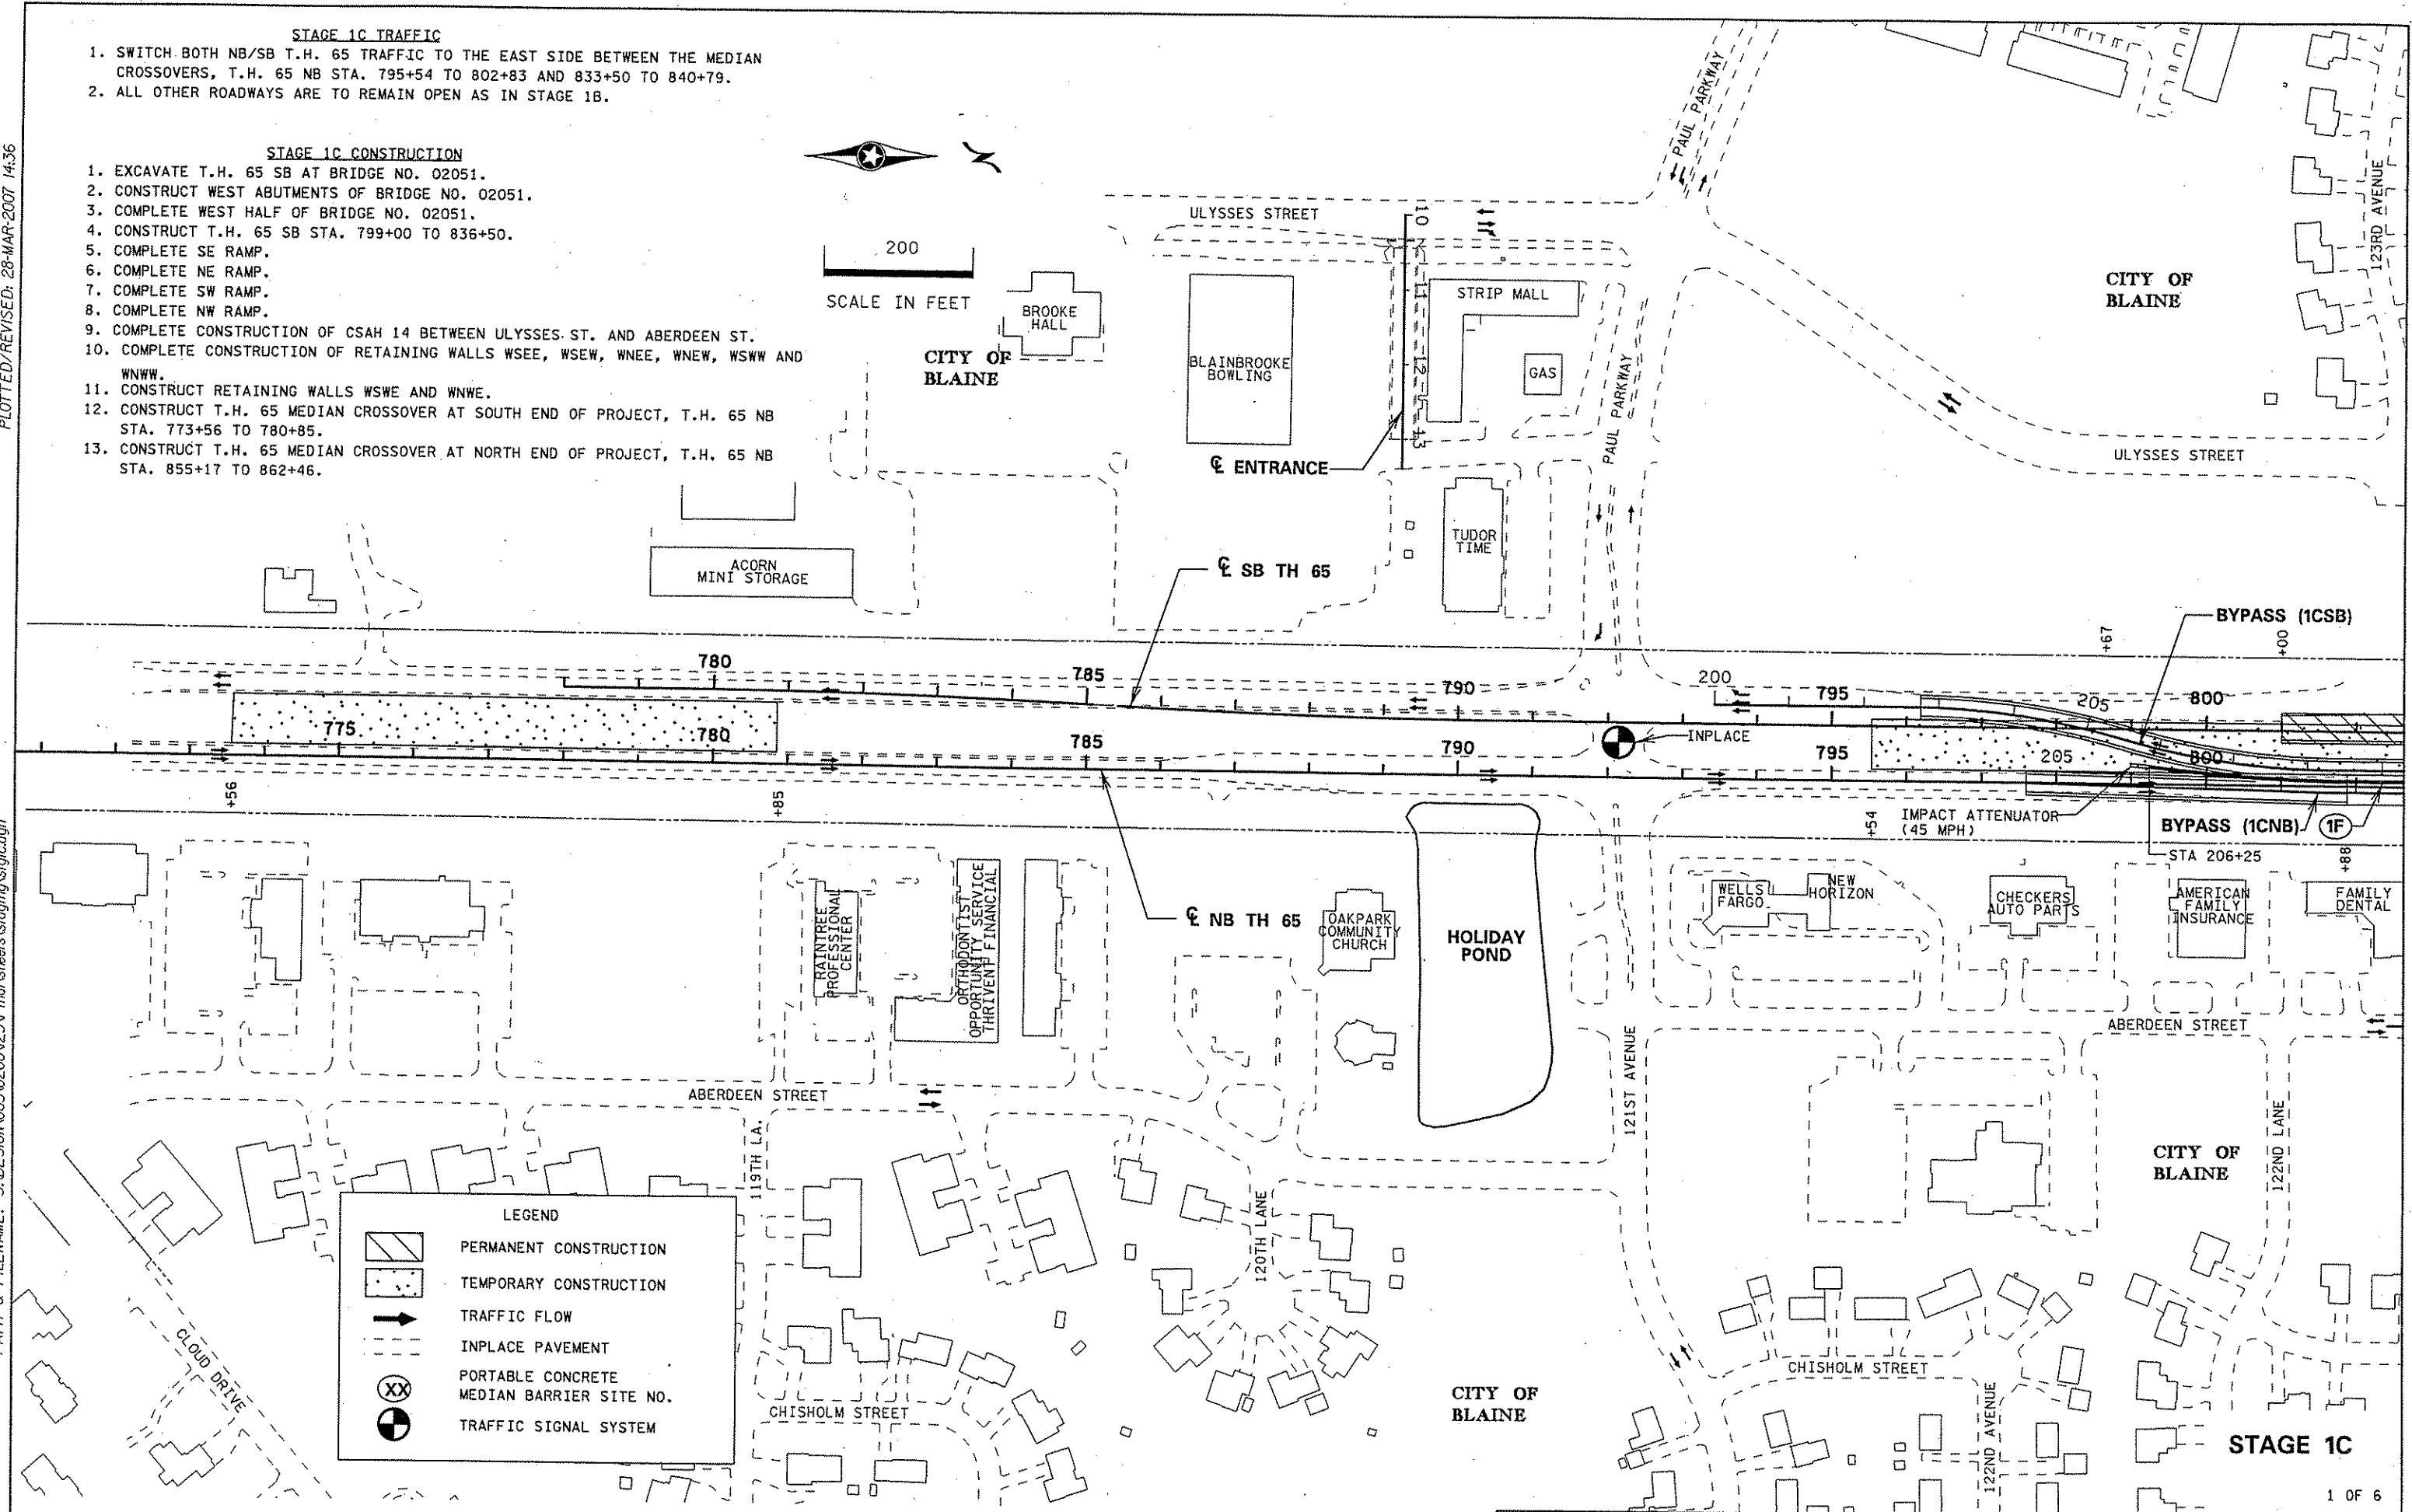 STAGE 1C TRAFFIC
1. SWITCH BOTH NB/SB T.H. 65 TRAFFIC TO THE EAST SIDE BETWEEN THE MEDIAN
CROSSOVERS, T.H. 65 NB STA. 795+54 TO 802+83 AND 833+50 TO 840+79.
2. ALL OTHER ROADWAYS ARE TO REMAIN OPEN AS IN STAGE 1B.
STAGE 1C CONSTRUCTION
1. EXCAVATE T.H. 65 SB AT BRIDGE NO. 02051.
2. CONSTRUCT WEST ABUTMENTS OF BRIDGE NO. 02051.
3. COMPLETE WEST HALF OF BRIDGE NO. 02051.
4. CONSTRUCT T.H. 65 SB STA. 799+00 TO 836+50.
5. COMPLETE SE RAMP.
6. COMPLETE NE RAMP.
7. COMPLETE SW RAMP.
8. COMPLETE NW RAMP.
9. COMPLETE CONSTRUCTION OF CSAH 14 BETWEEN ULYSSES ST. AND ABERDEEN ST.
10. COMPLETE CONSTRUCTION OF RETAINING WALLS WSEE, WSEW, WNEE, WNEW, WSWW AND
WNWW.
11. CONSTRUCT RETAINING WALLS WSWE AND WNWE.
12. CONSTRUCT T.H. 65 MEDIAN CROSSOVER AT SOUTH END OF PROJECT, T.H. 65 NB
STA. 773+56 TO 780+85.
13. CONSTRUCT T.H. 65 MEDIAN CROSSOVER AT NORTH END OF PROJECT, T.H. 65 NB
STA. 855+17 TO 862+46.
PLOTTED/REVISED: 28-MAR-2007 14:36
200
SCALE IN FEET
BROOKE
HALL
CITY OF
BLAINE
ULYSSES STREET
BLAINBROOKE
BOWLING
10
11
12
13
STRIP MALL
GAS
℄ ENTRANCE
TUDOR
TIME
PAUL PARKWAY
PAUL PARKWAY
123RD AVENUE
CITY OF
BLAINE
ULYSSES STREET
ACORN
MINI STORAGE
℄ SB TH 65
BYPASS (1CSB)
+67
+00
780
785
790
200
795
205
800
775
780
785
790
INPLACE
795
205
800
+56
+85
+54
IMPACT ATTENUATOR
(45 MPH)
BYPASS (1CNB)
1F
STA 206+25
+88
℄ NB TH 65
RAINTREE
PROFESSIONAL
CENTER
ORTHODONTIST
OPPORTUNITY SERVICE
THRIVENT FINANCIAL
OAKPARK
COMMUNITY
CHURCH
HOLIDAY
POND
WELLS
FARGO
NEW
HORIZON
CHECKERS
AUTO PARTS
AMERICAN
FAMILY
INSURANCE
FAMILY
DENTAL
ABERDEEN STREET
ABERDEEN STREET
121ST AVENUE
119TH LA.
120TH LANE
122ND LANE
CITY OF
BLAINE
LEGEND
PERMANENT CONSTRUCTION
TEMPORARY CONSTRUCTION
TRAFFIC FLOW
INPLACE PAVEMENT
XX
PORTABLE CONCRETE
MEDIAN BARRIER SITE NO.
TRAFFIC SIGNAL SYSTEM
CLOUD DRIVE
CHISHOLM STREET
CHISHOLM STREET
122ND AVENUE
CITY OF
BLAINE
STAGE 1C
1 OF 6